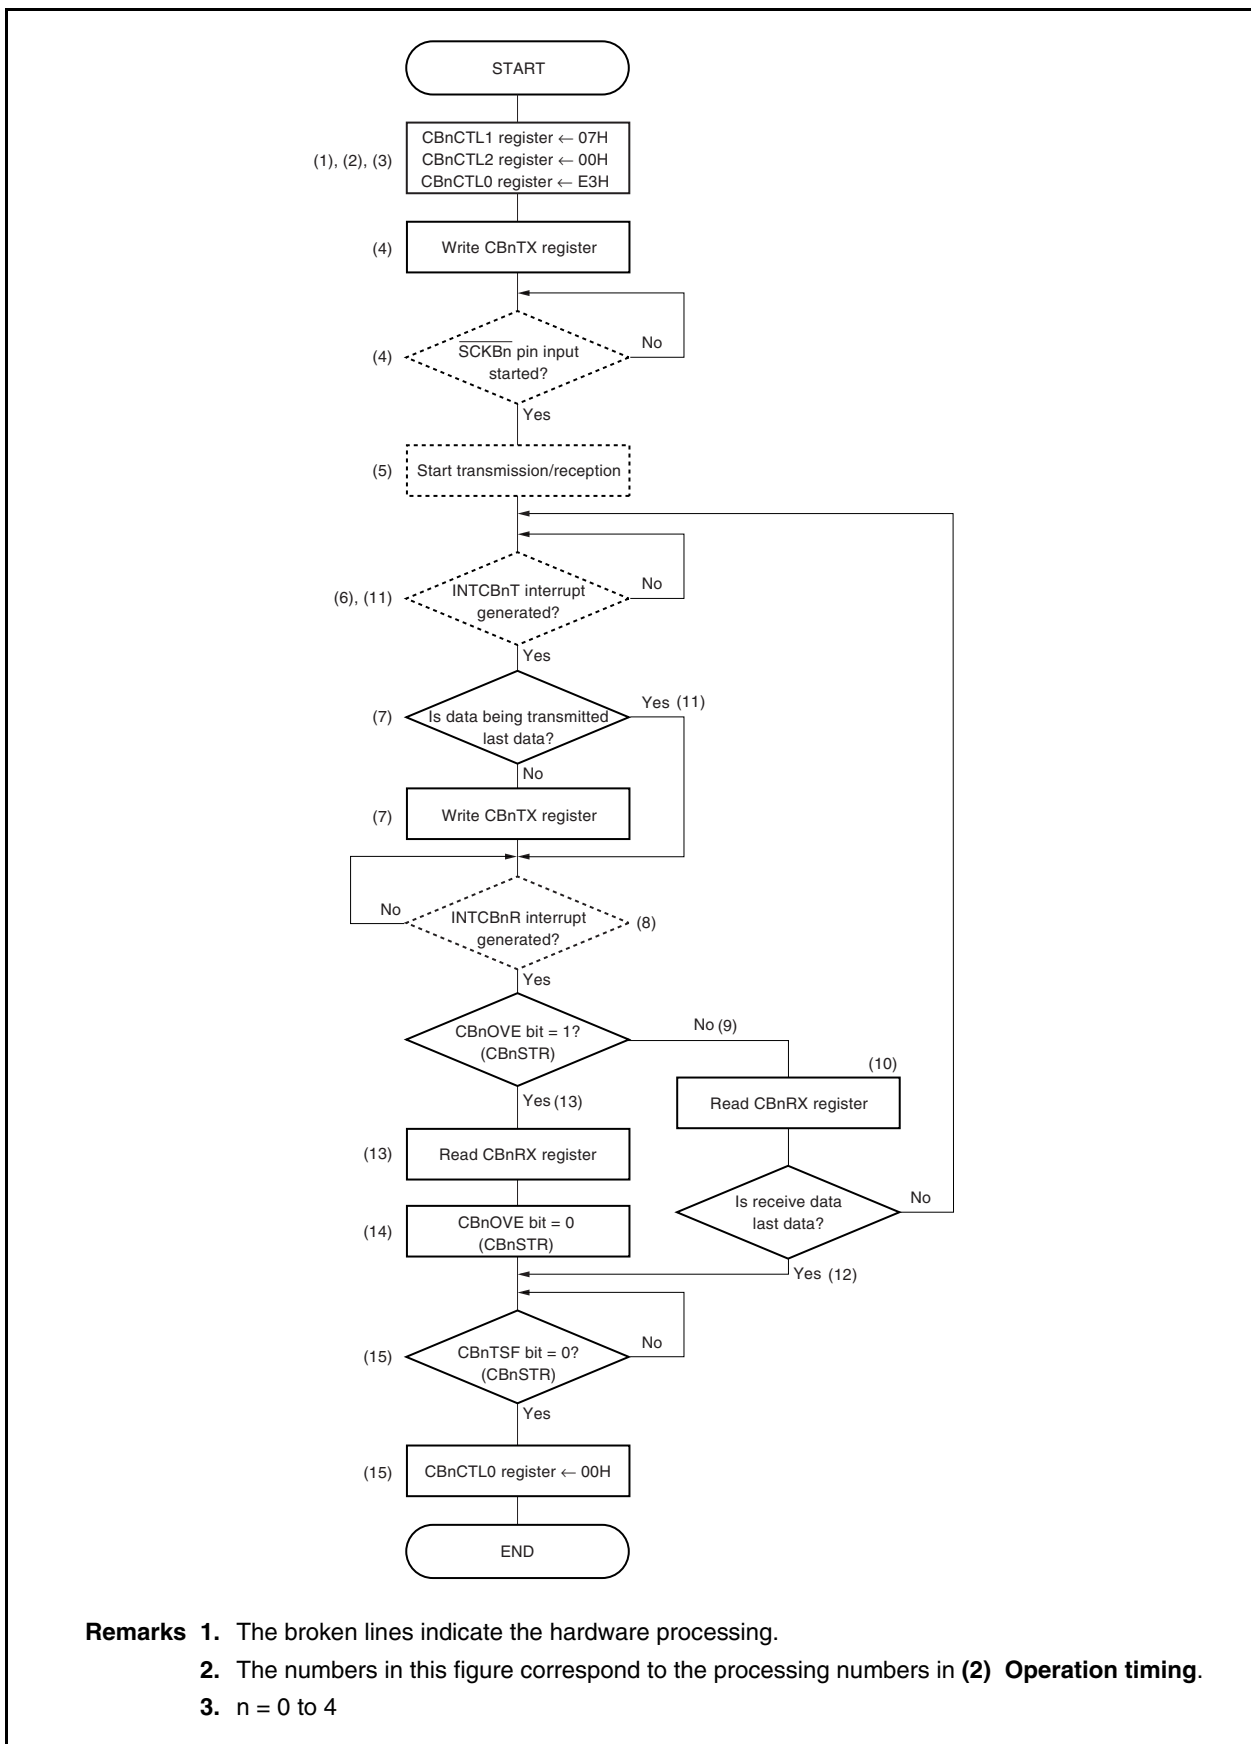 START
CBnCTL1 register ← 07H
(1), (2), (3)
CBnCTL2 register ← 00H
CBnCTL0 register ← E3H
(4)
Write CBnTX register
(4)
SCKBn pin input
started?
No
Yes
(5)
Start transmission/reception
(6), (11)
INTCBnT interrupt
generated?
No
Yes
(7)
Is data being transmitted
last data?
Yes (11)
No
(7)
Write CBnTX register
No
INTCBnR interrupt
generated?
(8)
Yes
CBnOVE bit = 1?
(CBnSTR)
No (9)
Yes (13)
(10)
Read CBnRX register
(13)
Read CBnRX register
Is receive data
last data?
No
(14)
CBnOVE bit = 0
(CBnSTR)
Yes (12)
(15)
CBnTSF bit = 0?
(CBnSTR)
No
Yes
(15)
CBnCTL0 register ← 00H
END
Remarks 1. The broken lines indicate the hardware processing.
2. The numbers in this figure correspond to the processing numbers in (2) Operation timing.
3. n = 0 to 4